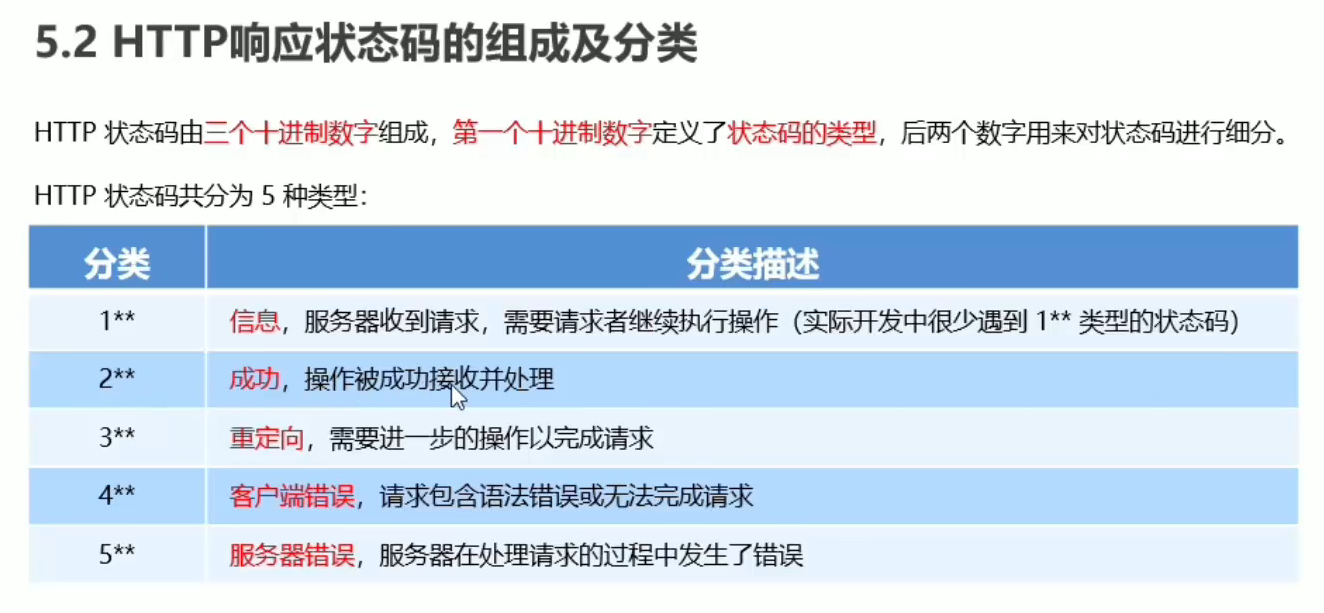 5.2 HTTP响应状态码的组成及分类
HTTP 状态码由三个十进制数字组成，第一个十进制数字定义了状态码的类型，后两个数字用来对状态码进行细分。
HTTP 状态码共分为 5 种类型：
分类 分类描述
1** 信息，服务器收到请求，需要请求者继续执行操作（实际开发中很少遇到 1** 类型的状态码）
2** 成功，操作被成功接收并处理
3** 重定向，需要进一步的操作以完成请求
4** 客户端错误，请求包含语法错误或无法完成请求
5** 服务器错误，服务器在处理请求的过程中发生了错误